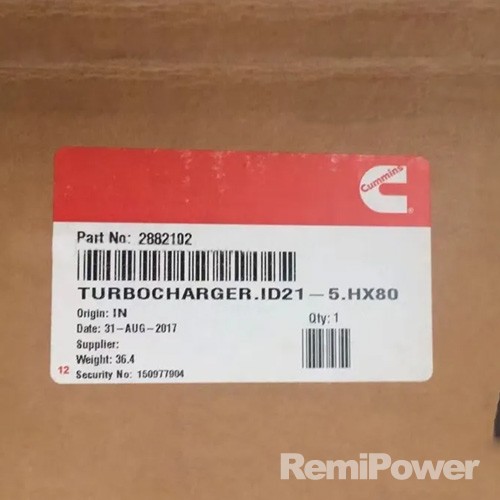 Cummins
Part No: 2882102
TURBOCHARGER.ID21-5.HX80
Origin: IN
Qty: 1
Date: 31-AUG-2017
Supplier:
Weight: 36.4
12
Security No: 150977904
RemiPower